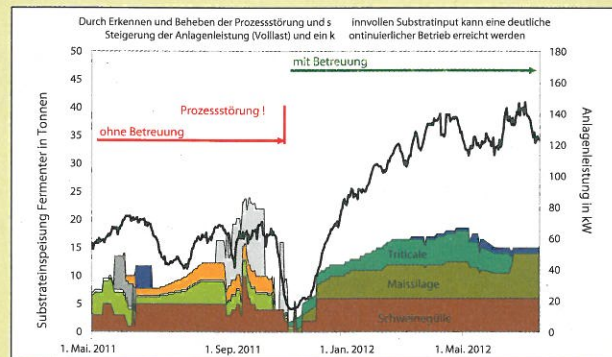 Durch Erkennen und Beheben der Prozessstörung und s innvollen Substratinput kann eine deutliche
Steigerung der Anlagenleistung (Volllast) und ein k ontinuierlicher Betrieb erreicht werden
50
45
40
35
30
25
20
15
10
5
0
Substrateinspeisung Fermenter in Tonnen
180
160
140
120
100
80
60
40
20
0
Anlagenleistung in kW
mit Betreuung
Prozessstörung !
ohne Betreuung
Triticale
Maissilage
Schweinegülle
1. Mai. 2011
1. Sep. 2011
1. Jan. 2012
1. Mai. 2012